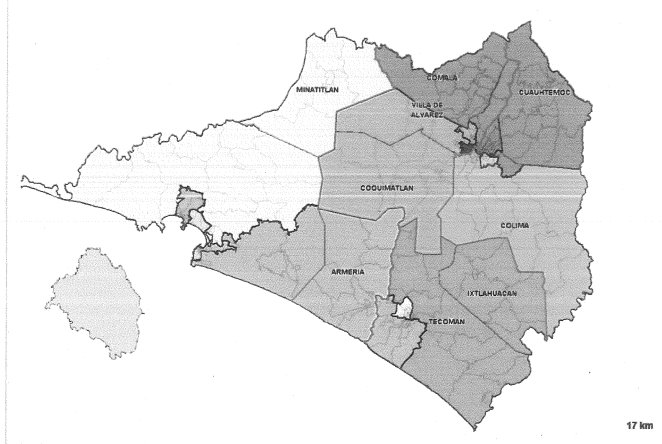 COMALA
MINATITLAN
CUAUHTEMOC
VILLA DE
ALVAREZ
COQUIMATLAN
COLIMA
ARMERIA
IXTLAHUACAN
TECOMAN
17 km